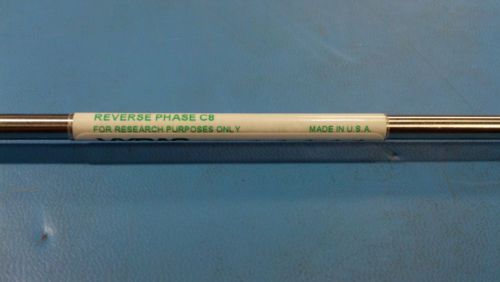 REVERSE PHASE C8
FOR RESEARCH PURPOSES ONLY MADE IN U.S.A.